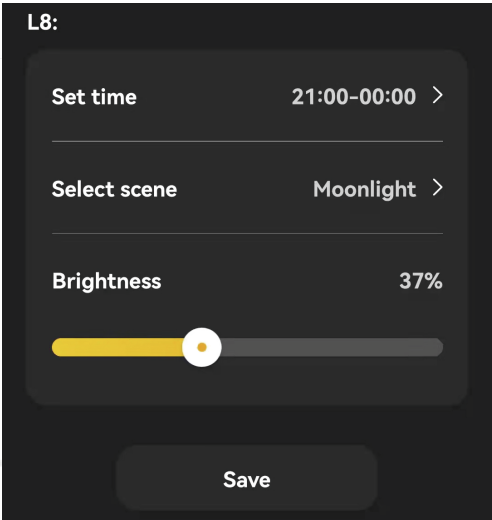 L8:
Set time 21:00-00:00
Select scene Moonlight
Brightness 37%
Save